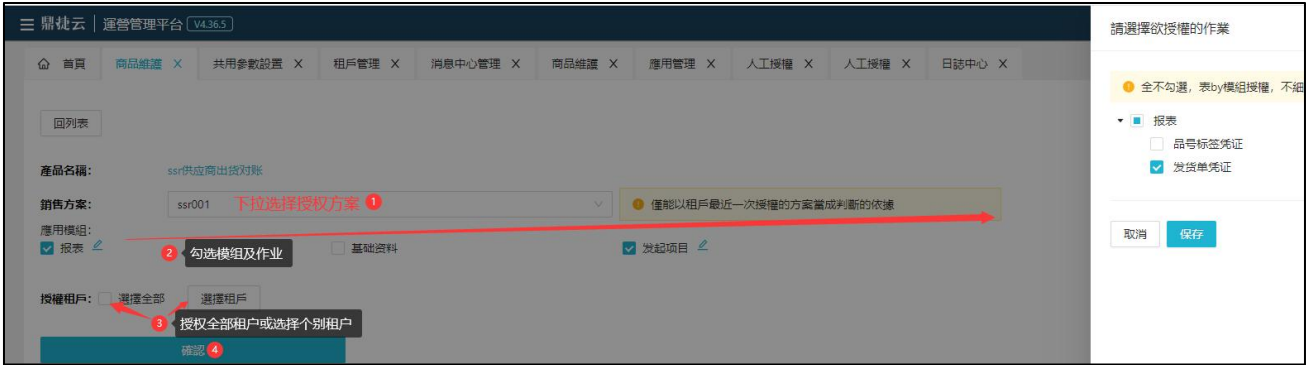 鼎捷云 | 運營管理平台 V4.36.5
首頁 商品維護 X 共用參數設置 X 租戶管理 X 消息中心管理 X 商品維護 X 應用管理 X 人工授權 X 人工授權 X 日誌中心 X
回列表
產品名稱: ssr供应商出货对账
銷售方案: ssr001 下拉选择授权方案 1
僅能以租戶最近一次授權的方案當成判斷的依據
應用模組:
报表 基础资料 发起项目
2 勾选模组及作业
授權租戶: 選擇全部 選擇租戶
3 授权全部租户或选择个别租户
確認 4
請選擇欲授權的作業
全不勾選，表by模組授權，不細
报表
品号标签凭证
发货单凭证
取消 保存